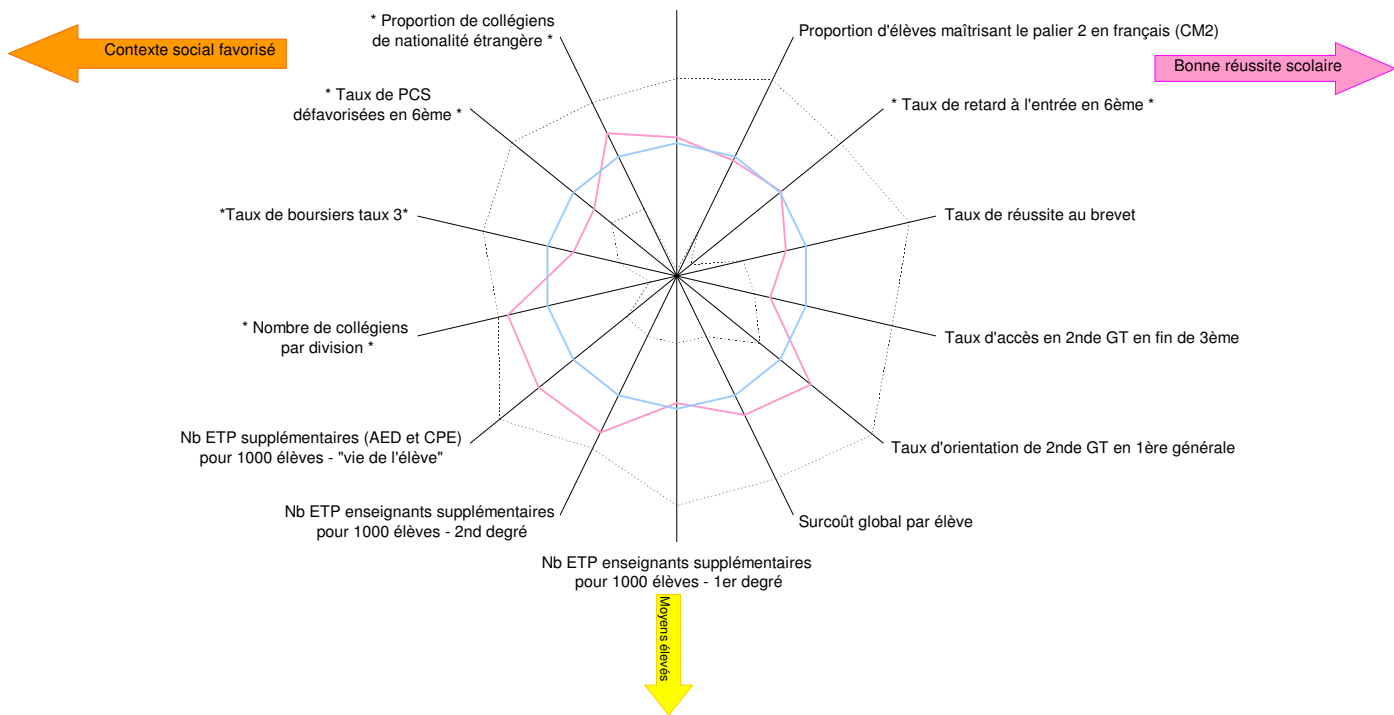 * Proportion de collégiens
de nationalité étrangère *
Proportion d'élèves maîtrisant le palier 2 en français (CM2)
Contexte social favorisé
Bonne réussite scolaire
* Taux de PCS
défavorisées en 6ème *
* Taux de retard à l'entrée en 6ème *
*Taux de boursiers taux 3*
Taux de réussite au brevet
* Nombre de collégiens
par division *
Taux d'accès en 2nde GT en fin de 3ème
Nb ETP supplémentaires (AED et CPE)
pour 1000 élèves - "vie de l'élève"
Taux d'orientation de 2nde GT en 1ère générale
Nb ETP enseignants supplémentaires
pour 1000 élèves - 2nd degré
Surcoût global par élève
Nb ETP enseignants supplémentaires
pour 1000 élèves - 1er degré
Moyens élevés